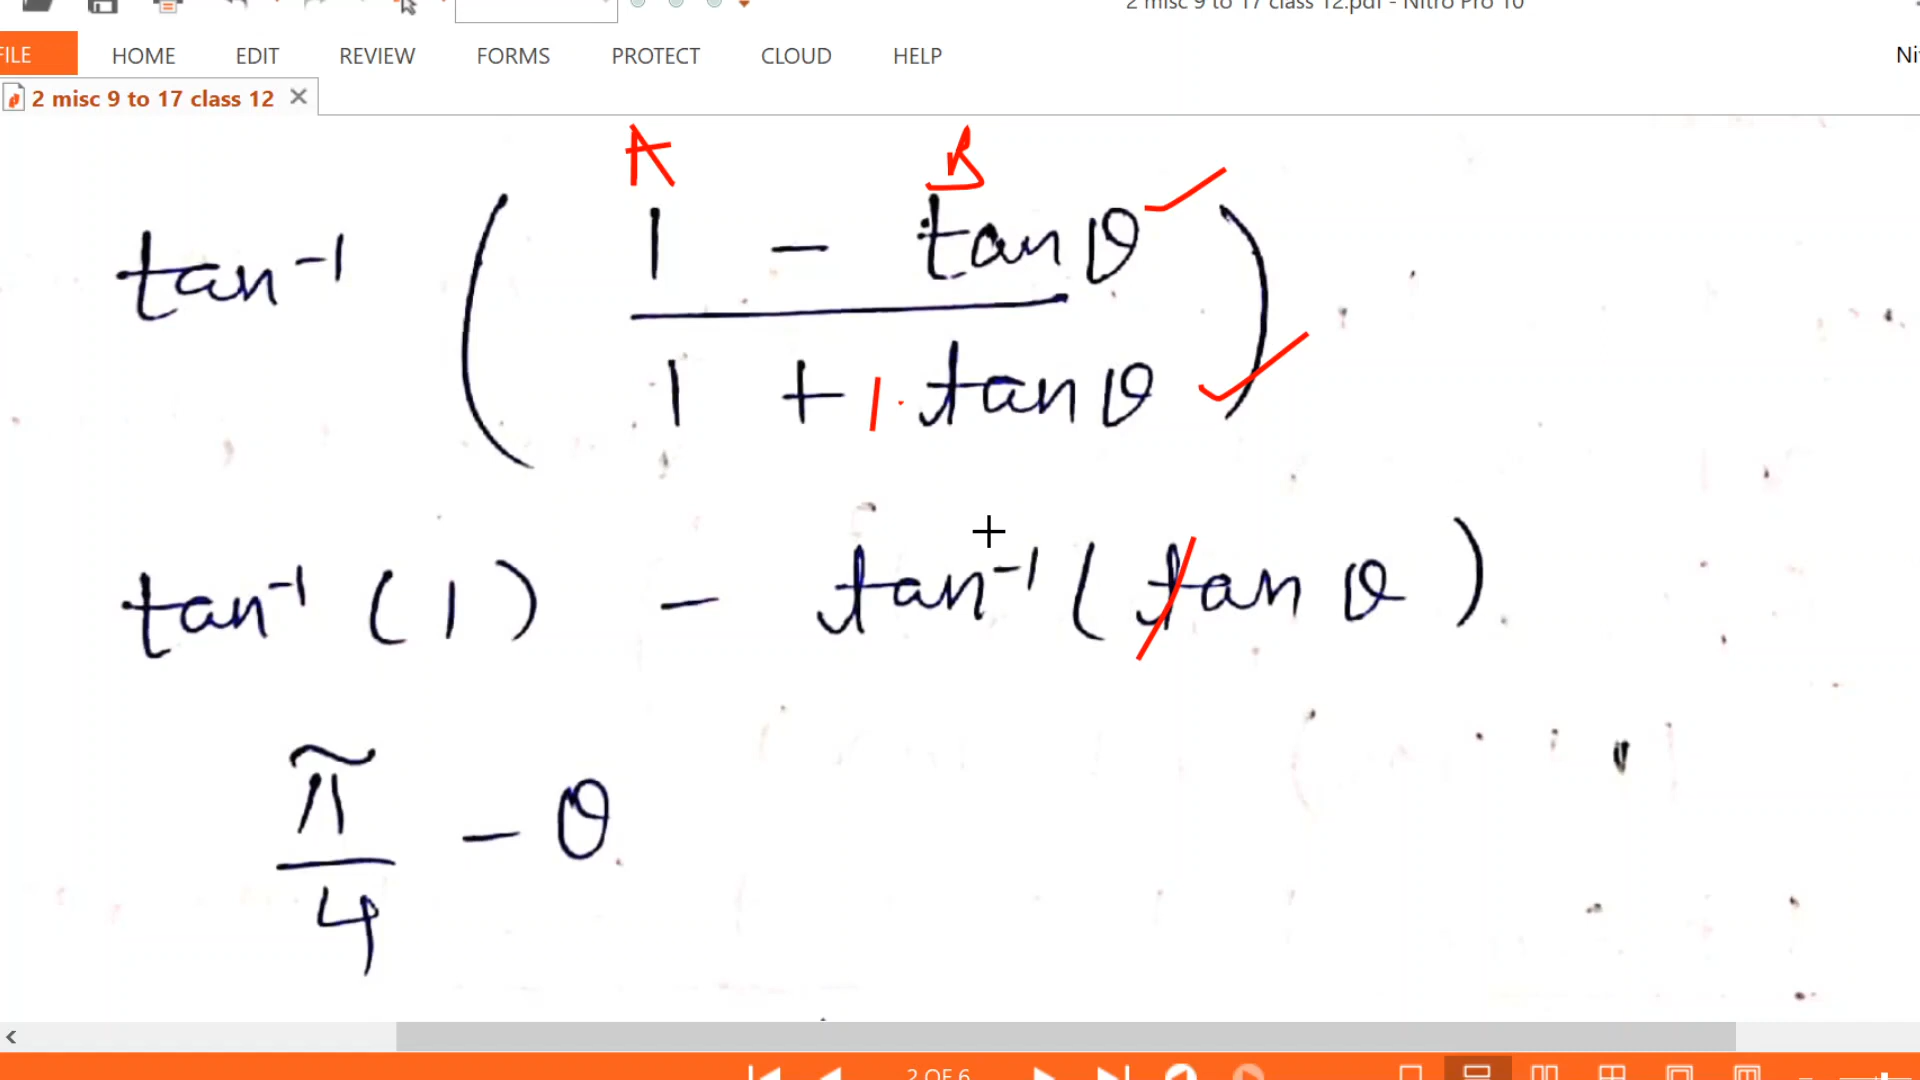 2 misc 9 to 17 class 12.pdf - Nitro Pro 10
FILE HOME EDIT REVIEW FORMS PROTECT CLOUD HELP
2 misc 9 to 17 class 12
A B
tan⁻¹ ( 1 - tan θ
1 + 1. tan θ )
tan⁻¹ (1) - tan⁻¹ (tan θ)
π/4 - θ
2 OF 6